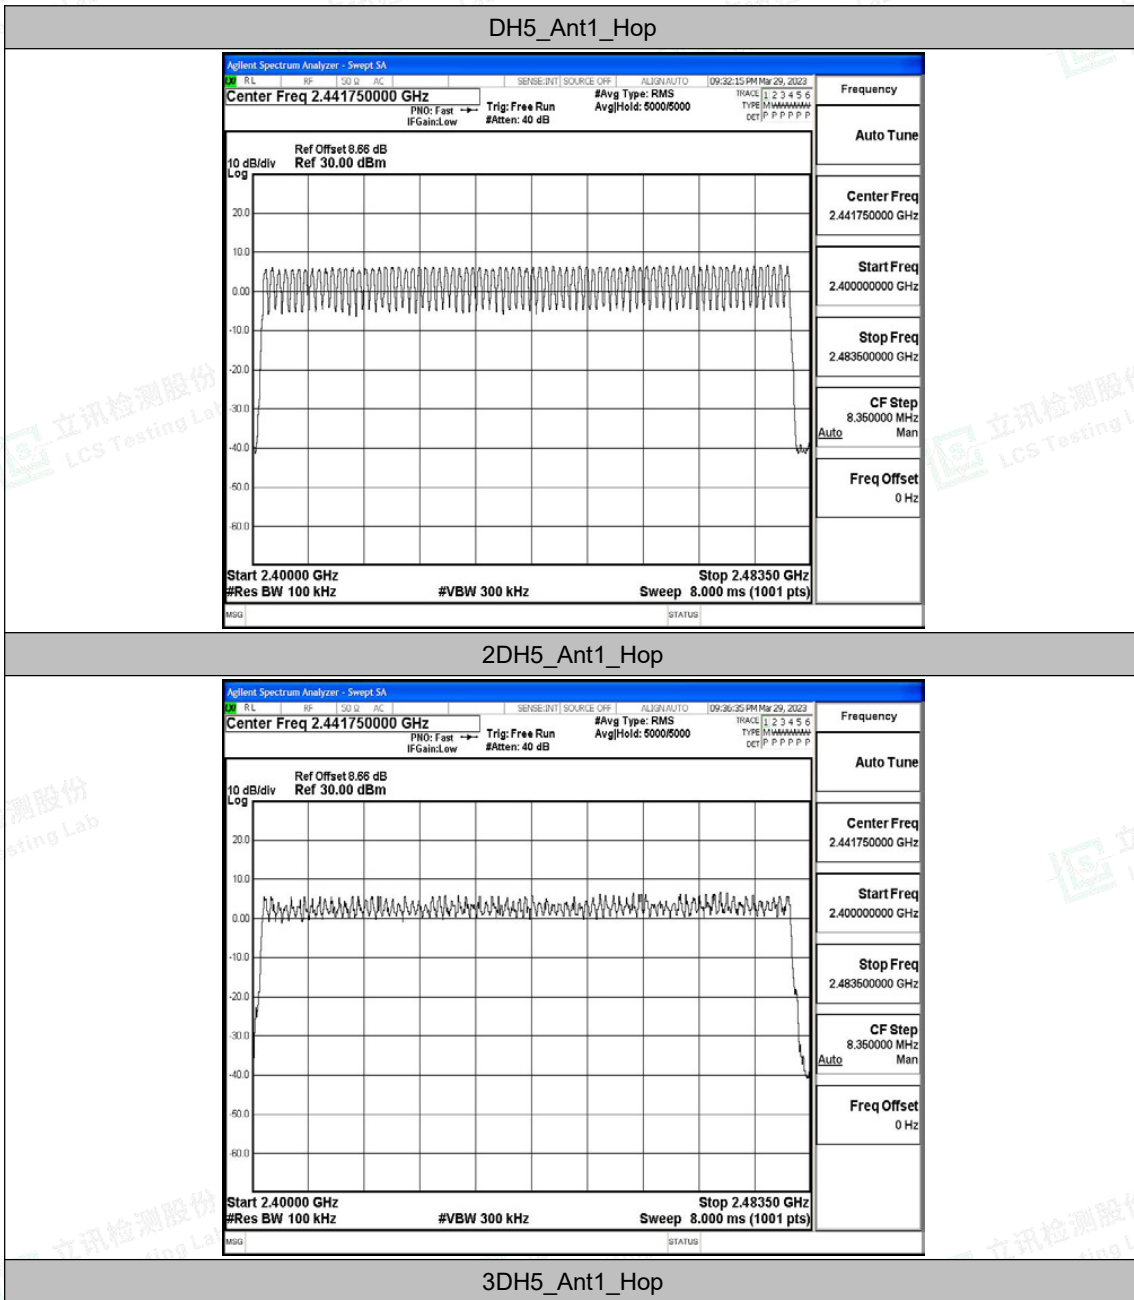 DH5_Ant1_Hop
Agilent Spectrum Analyzer - Swept SA
RL RF 50 Ω AC SENSE:INT SOURCE OFF ALIGNAUTO 09:32:15 PM Mar 29, 2023
Center Freq 2.441750000 GHz
PNO: Fast
IFGain:Low
Trig: Free Run
#Atten: 40 dB
#Avg Type: RMS
Avg|Hold: 5000/5000
TRACE 1 2 3 4 5 6
TYPE M
DET P P P P P P
Ref Offset 8.66 dB
10 dB/div Ref 30.00 dBm
Log
20.0
10.0
0.00
-10.0
-20.0
-30.0
-40.0
-50.0
-60.0
Start 2.40000 GHz Stop 2.48350 GHz
#Res BW 100 kHz #VBW 300 kHz Sweep 8.000 ms (1001 pts)
MSG STATUS
Frequency
Auto Tune
Center Freq
2.441750000 GHz
Start Freq
2.400000000 GHz
Stop Freq
2.483500000 GHz
CF Step
8.350000 MHz
Auto Man
Freq Offset
0 Hz
2DH5_Ant1_Hop
Agilent Spectrum Analyzer - Swept SA
RL RF 50 Ω AC SENSE:INT SOURCE OFF ALIGNAUTO 09:36:35 PM Mar 29, 2023
Center Freq 2.441750000 GHz
PNO: Fast
IFGain:Low
Trig: Free Run
#Atten: 40 dB
#Avg Type: RMS
Avg|Hold: 5000/5000
TRACE 1 2 3 4 5 6
TYPE M
DET P P P P P P
Ref Offset 8.66 dB
10 dB/div Ref 30.00 dBm
Log
20.0
10.0
0.00
-10.0
-20.0
-30.0
-40.0
-50.0
-60.0
Start 2.40000 GHz Stop 2.48350 GHz
#Res BW 100 kHz #VBW 300 kHz Sweep 8.000 ms (1001 pts)
MSG STATUS
Frequency
Auto Tune
Center Freq
2.441750000 GHz
Start Freq
2.400000000 GHz
Stop Freq
2.483500000 GHz
CF Step
8.350000 MHz
Auto Man
Freq Offset
0 Hz
3DH5_Ant1_Hop
立讯检测股份
LCS Testing Lab